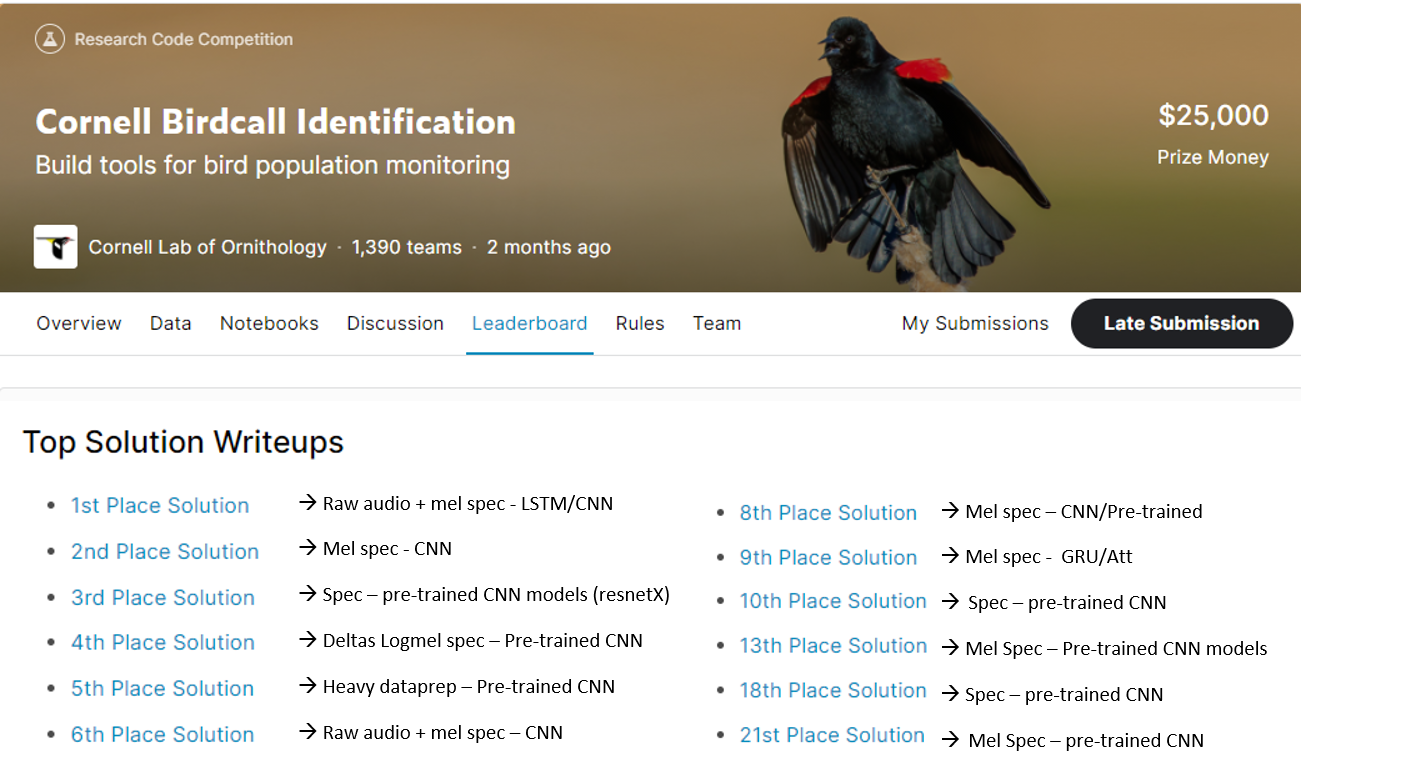 Research Code Competition
Cornell Birdcall Identification
Build tools for bird population monitoring
$25,000
Prize Money
Cornell Lab of Ornithology · 1,390 teams · 2 months ago
Overview Data Notebooks Discussion Leaderboard Rules Team My Submissions Late Submission
Top Solution Writeups
• 1st Place Solution → Raw audio + mel spec - LSTM/CNN
• 2nd Place Solution → Mel spec - CNN
• 3rd Place Solution → Spec – pre-trained CNN models (resnetX)
• 4th Place Solution → Deltas Logmel spec – Pre-trained CNN
• 5th Place Solution → Heavy dataprep – Pre-trained CNN
• 6th Place Solution → Raw audio + mel spec – CNN
• 8th Place Solution → Mel spec – CNN/Pre-trained
• 9th Place Solution → Mel spec - GRU/Att
• 10th Place Solution → Spec – pre-trained CNN
• 13th Place Solution → Mel Spec – Pre-trained CNN models
• 18th Place Solution → Spec – pre-trained CNN
• 21st Place Solution → Mel Spec – pre-trained CNN